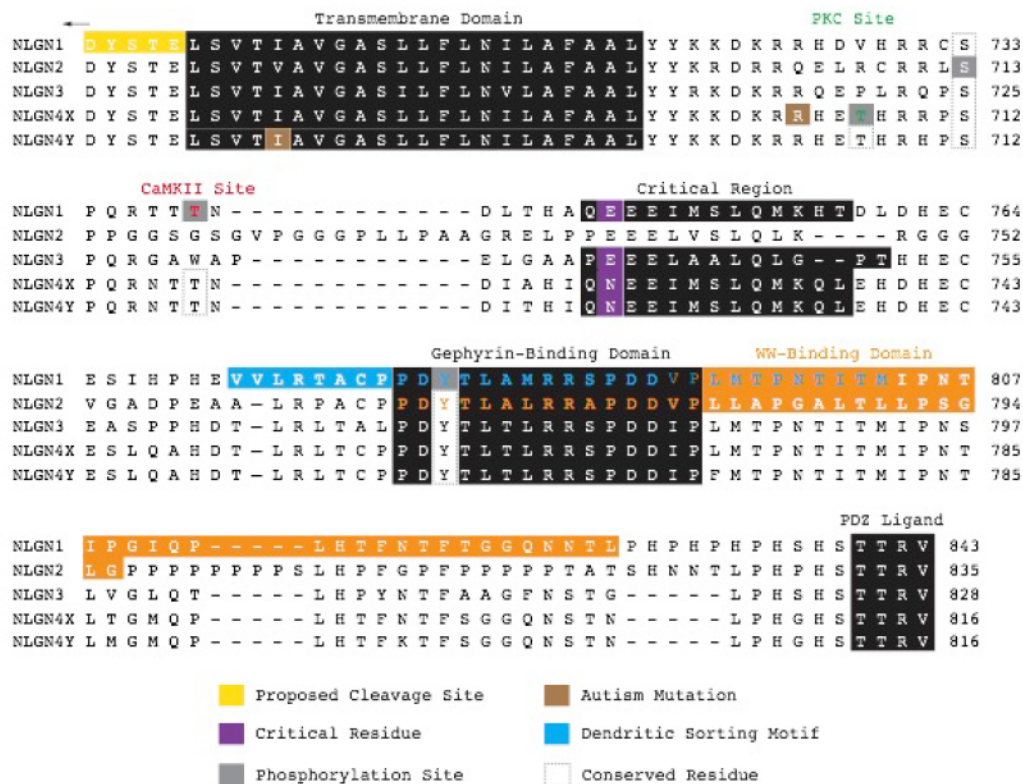 Transmembrane Domain PKC Site
NLGN1 D Y S T E L S V T I A V G A S L L F L N I L A F A A L Y Y K K D K R R H D V H R R C S 733
NLGN2 D Y S T E L S V T V A V G A S L L F L N I L A F A A L Y Y K R D R R Q E L R C R R L S 713
NLGN3 D Y S T E L S V T I A V G A S L L F L N V L A F A A L Y Y R K D K R R Q E P L R Q P S 725
NLGN4X D Y S T E L S V T I A V G A S L L F L N I L A F A A L Y Y K K D K R R H E T H R R P S 712
NLGN4Y D Y S T E L S V T I A V G A S L L F L N I L A F A A L Y Y K K D K R R H E T H R H P S 712
CaMKII Site Critical Region
NLGN1 P Q R T T T N - - - - - - - - - - - - D L T H A Q E E E I M S L Q M K H T D L D H E C 764
NLGN2 P P G G S G S G V P G G G P L L P A A G R E L P P E E E L V S L Q L K - - - - R G G G 752
NLGN3 P Q R G A W A P - - - - - - - - - - - E L G A A P E E E L A A L Q L G - - P T H H E C 755
NLGN4X P Q R N T T N - - - - - - - - - - - - D I A H I Q N E E I M S L Q M K Q L E H D H E C 743
NLGN4Y P Q R N T T N - - - - - - - - - - - - D I T H I Q N E E I M S L Q M K Q L E H D H E C 743
Gephyrin-Binding Domain WW-Binding Domain
NLGN1 E S I H P H E V V L R T A C P P D Y T L A M R R S P D D V P L M T P N T I T M I P N T 807
NLGN2 V G A D P E A A - L R P A C P P D Y T L A L R R A P D D V P L L A P G A L T L L P S G 794
NLGN3 E A S P P H D T - L R L T A L P D Y T L T L R R S P D D I P L M T P N T I T M I P N S 797
NLGN4X E S L Q A H D T - L R L T C P P D Y T L T L R R S P D D I P L M T P N T I T M I P N T 785
NLGN4Y E S L Q A H D T - L R L T C P P D Y T L T L R R S P D D I P F M T P N T I T M I P N T 785
PDZ Ligand
NLGN1 I P G I Q P - - - - - L H T F N T F T G G Q N N T L P H P H P H P H S H S T T R V 843
NLGN2 L G P P P P P P P P S L H P F G P F P P P P P T A T S H N N T L P H P H S T T R V 835
NLGN3 L V G L Q T - - - - - L H P Y N T F A A G F N S T G - - - - - L P H S H S T T R V 828
NLGN4X L T G M Q P - - - - - L H T F N T F S G G Q N S T N - - - - - L P H G H S T T R V 816
NLGN4Y L M G M Q P - - - - - L H T F K T F S G G Q N S T N - - - - - L P H G H S T T R V 816
Proposed Cleavage Site Autism Mutation
Critical Residue Dendritic Sorting Motif
Phosphorylation Site Conserved Residue